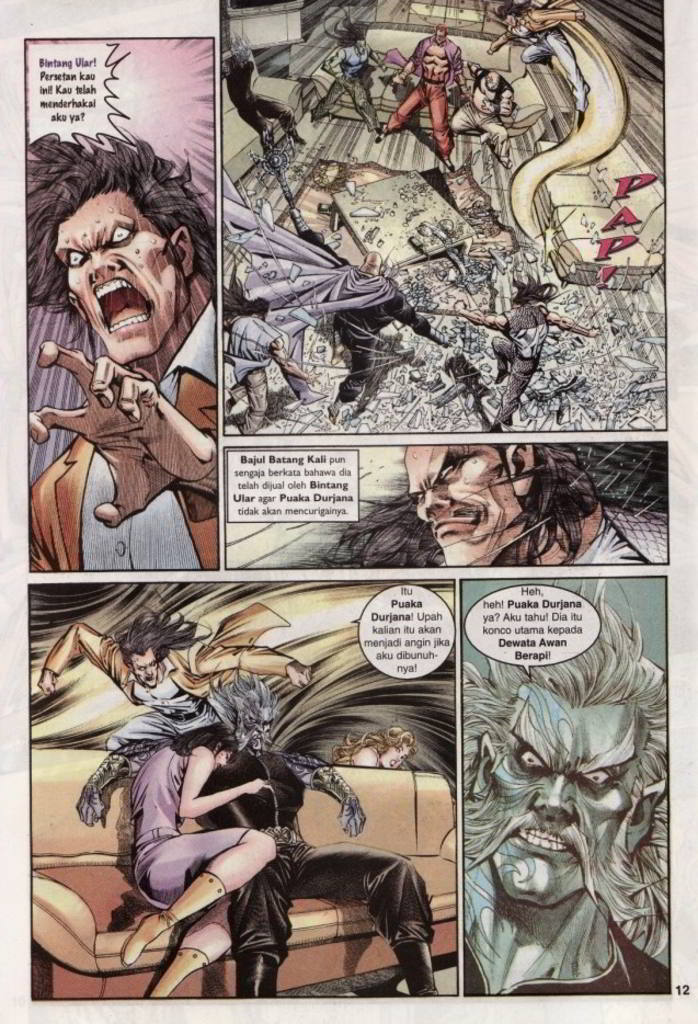 Bintang Ular!
Persetan kau
ini! Kau telah
menderhakai
aku ya?
PAP!
Bajul Batang Kali pun
sengaja berkata bahawa dia
telah dijual oleh Bintang
Ular agar Puaka Durjana
tidak akan mencurigainya.
Itu
Puaka
Durjana! Upah
kalian itu akan
menjadi angin jika
aku dibunuh-
nya!
Heh,
heh! Puaka Durjana
ya? Aku tahu! Dia itu
konco utama kepada
Dewata Awan
Berapi!
12